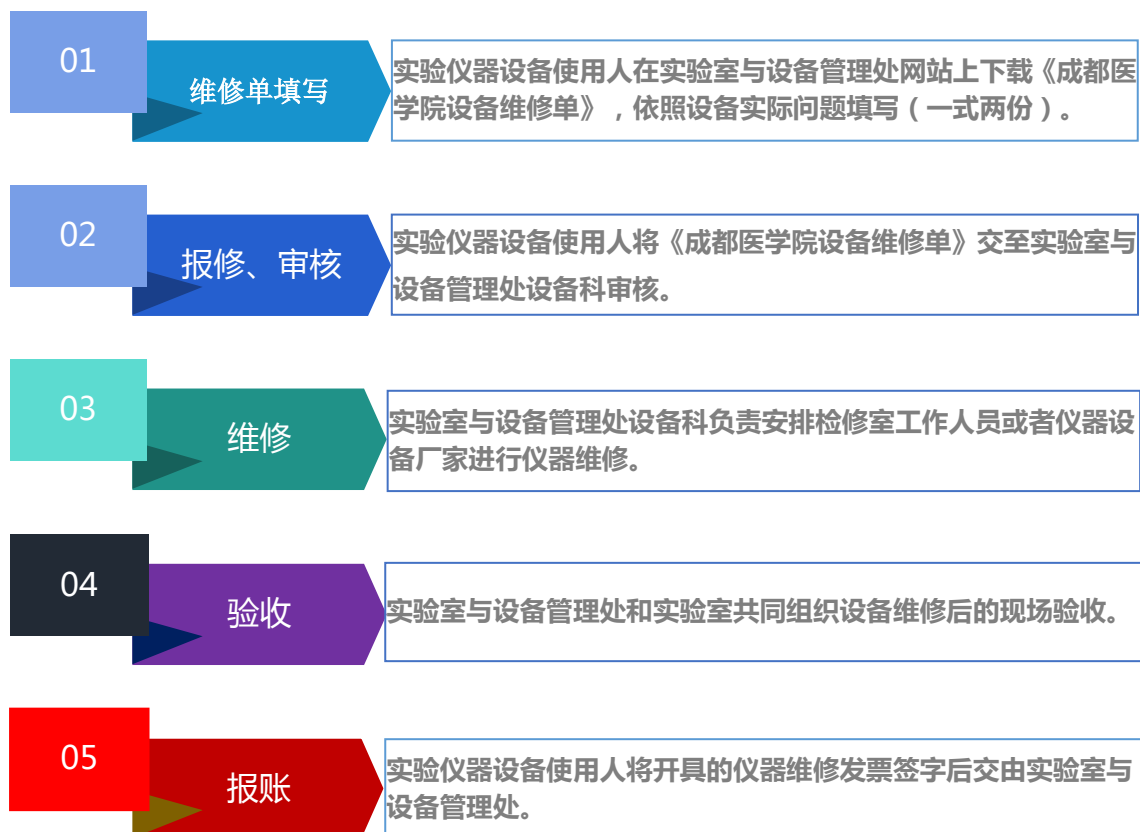 01
维修单填写
实验仪器设备使用人在实验室与设备管理处网站上下载《成都医
学院设备维修单》，依照设备实际问题填写（一式两份）。
02
报修、审核
实验仪器设备使用人将《成都医学院设备维修单》交至实验室与
设备管理处设备科审核。
03
维修
实验室与设备管理处设备科负责安排检修室工作人员或者仪器设
备厂家进行仪器维修。
04
验收
实验室与设备管理处和实验室共同组织设备维修后的现场验收。
05
报账
实验仪器设备使用人将开具的仪器维修发票签字后交由实验室与
设备管理处。